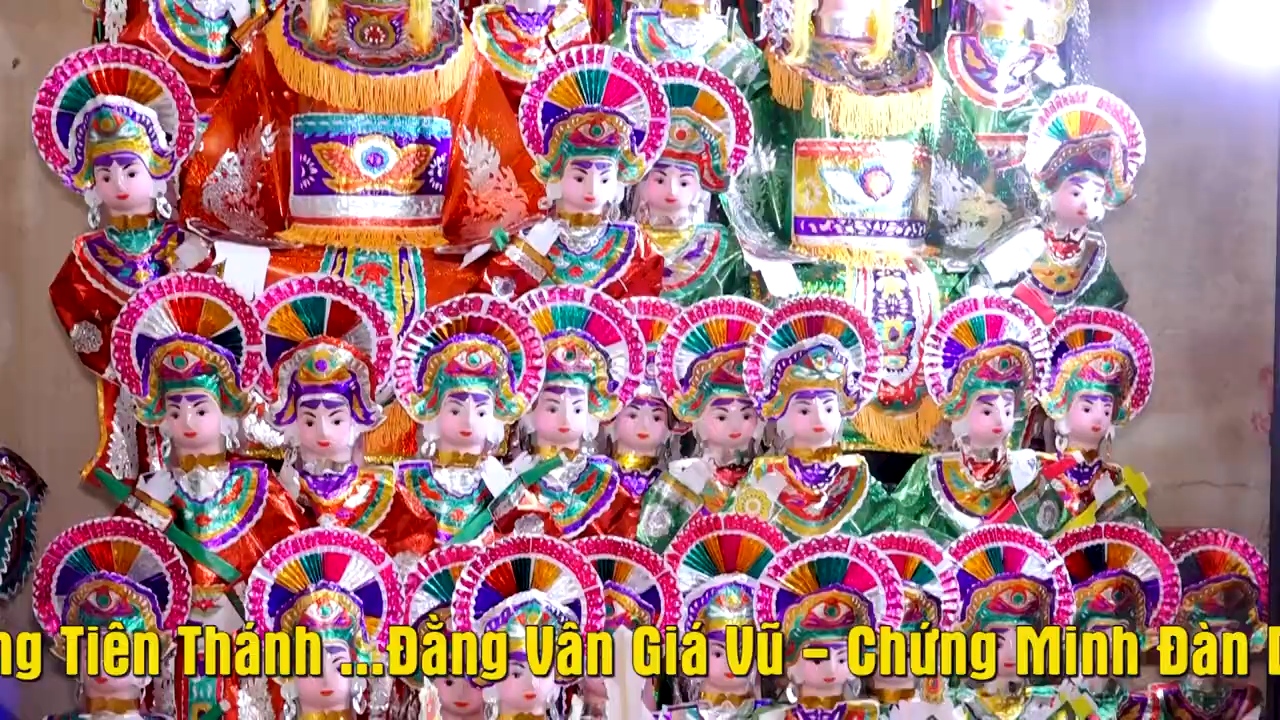 Tiên Thánh ...Đằng Vân Giá Vũ - Chứng Minh Đàn